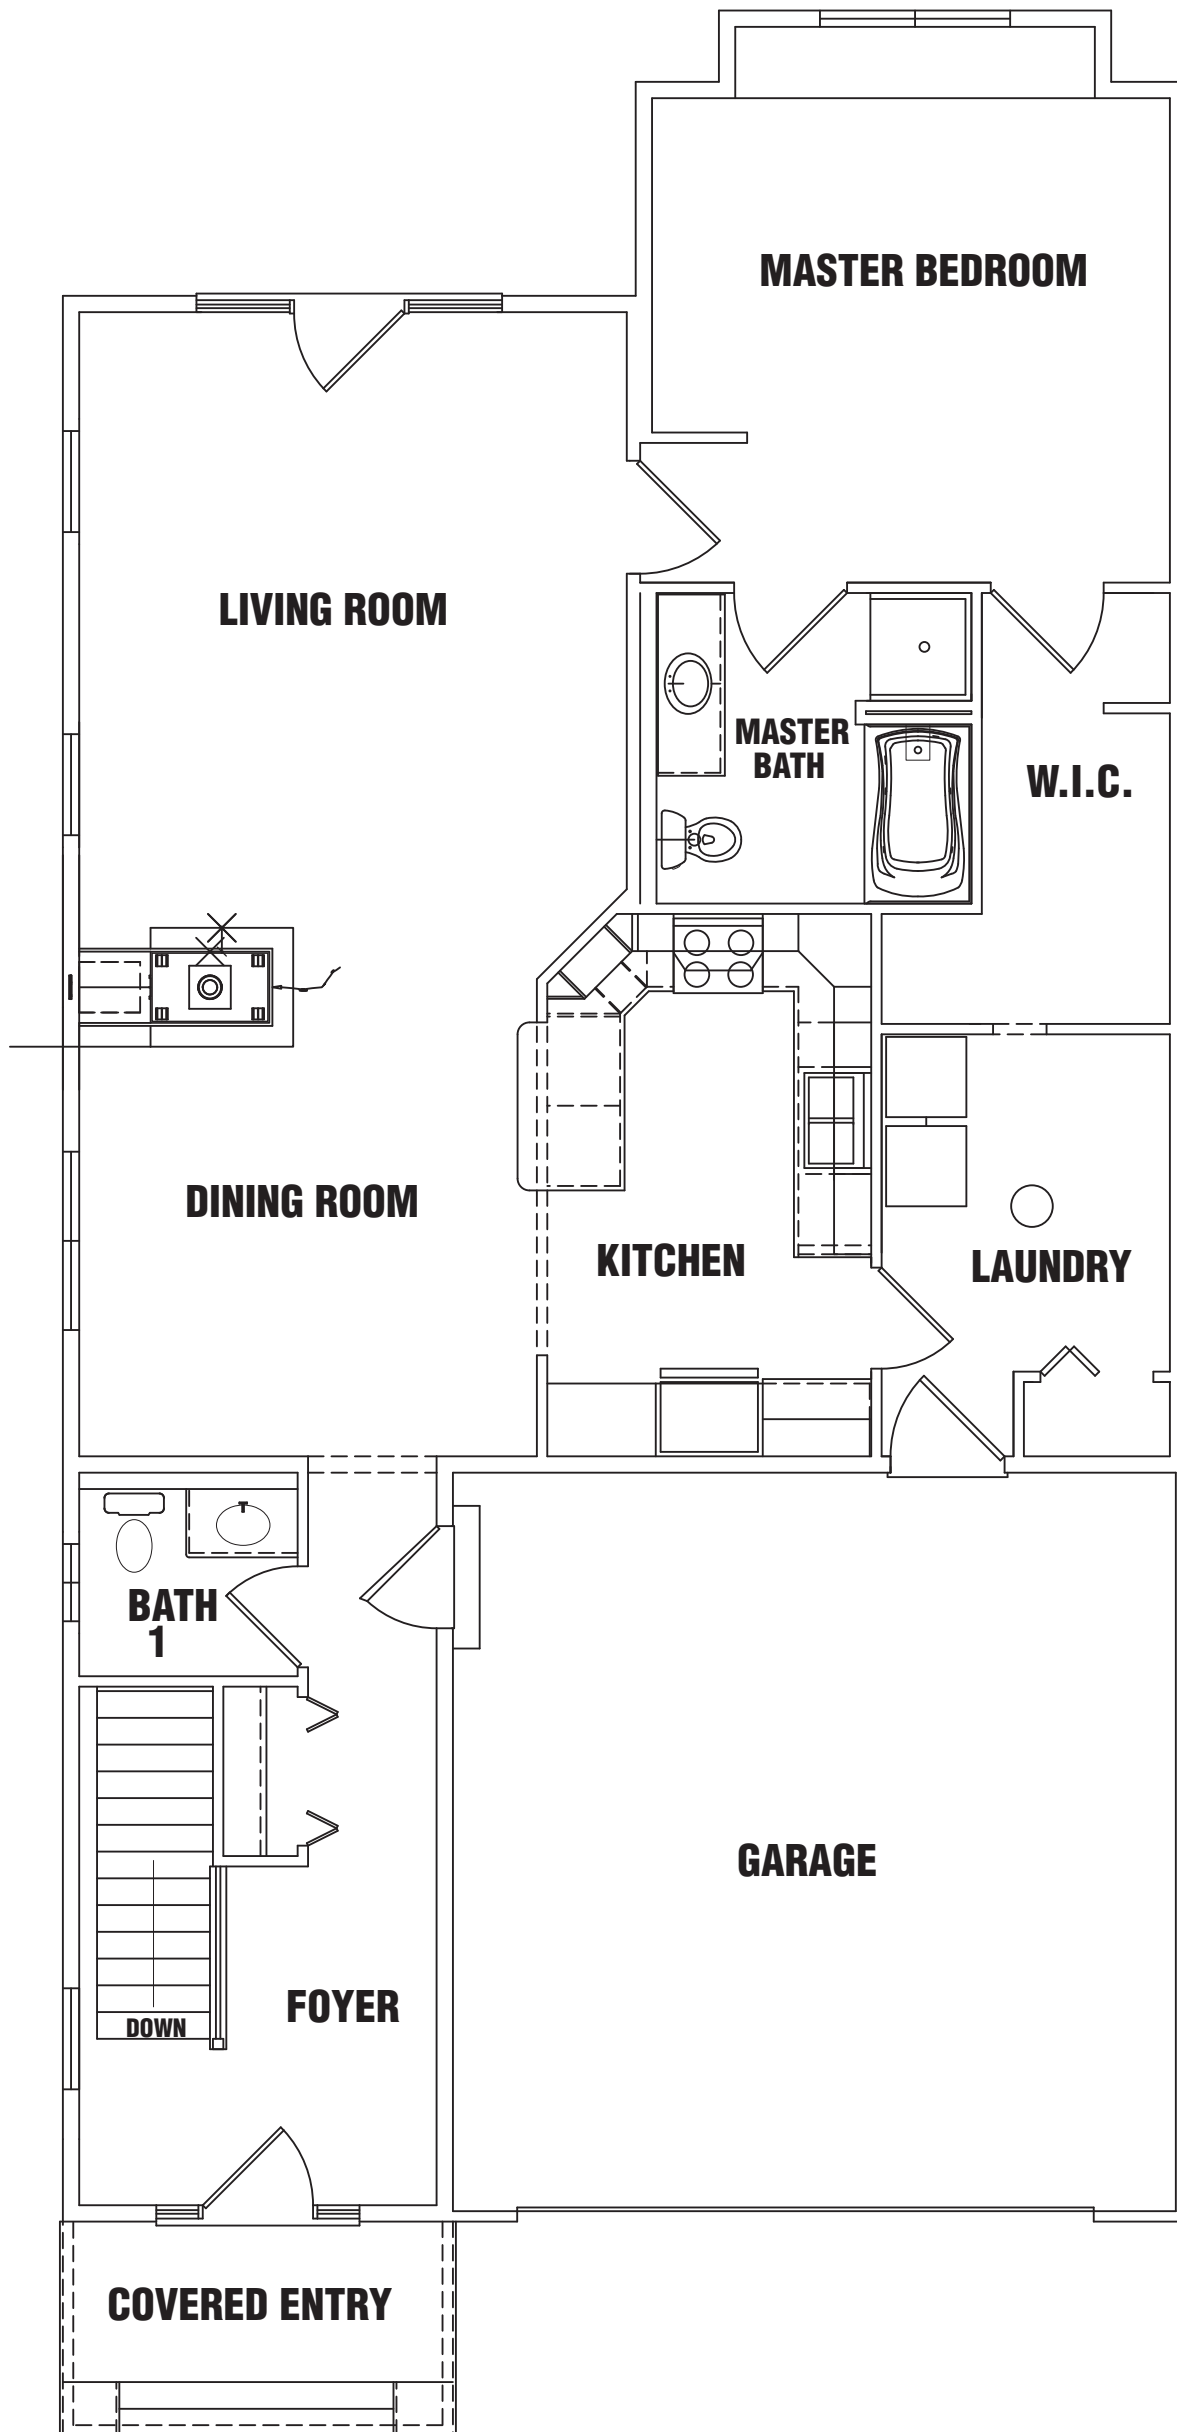 MASTER BEDROOM
LIVING ROOM
MASTER
BATH
W.I.C.
DINING ROOM
KITCHEN
LAUNDRY
BATH
1
GARAGE
FOYER
DOWN
COVERED ENTRY